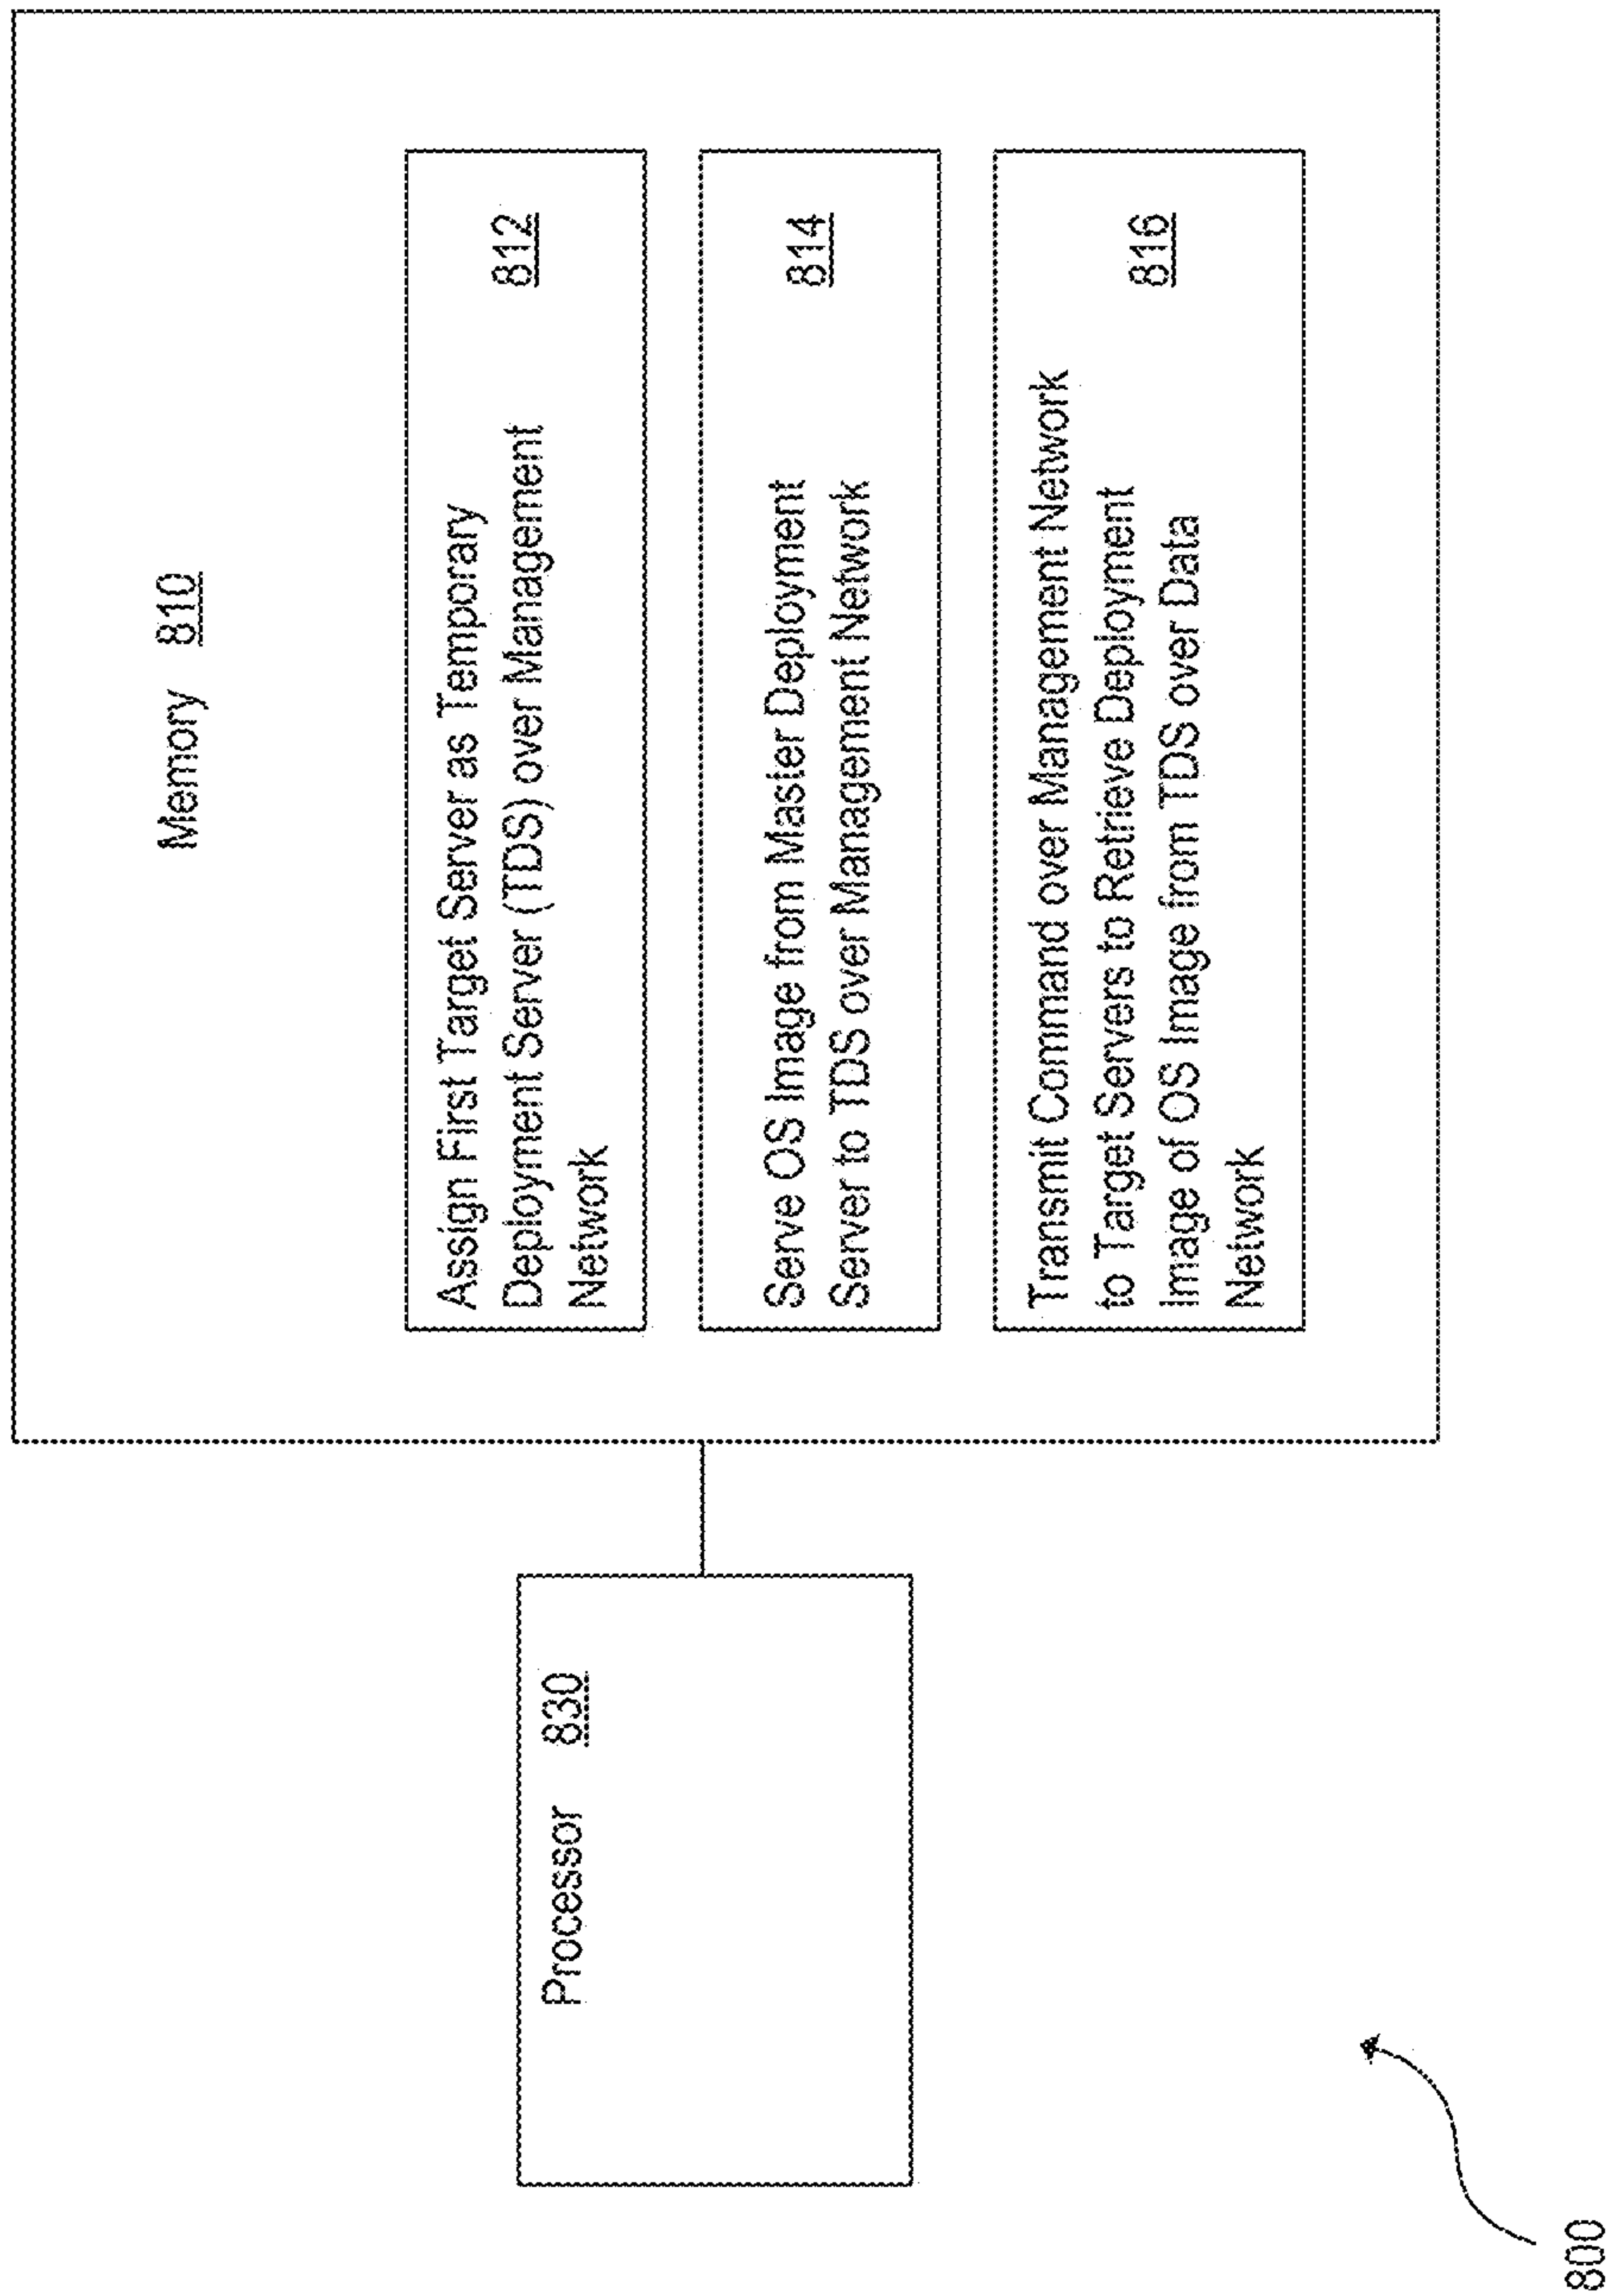 Memory 810
Assign First Target Server as Temporary
Deployment Server (TDS) over Management
Network
812
Serve OS Image from Master Deployment
Server to TDS over Management Network
814
Transmit Command over Management Network
to Target Servers to Retrieve Deployment
Image of OS Image from TDS over Data
Network
816
Processor 830
800